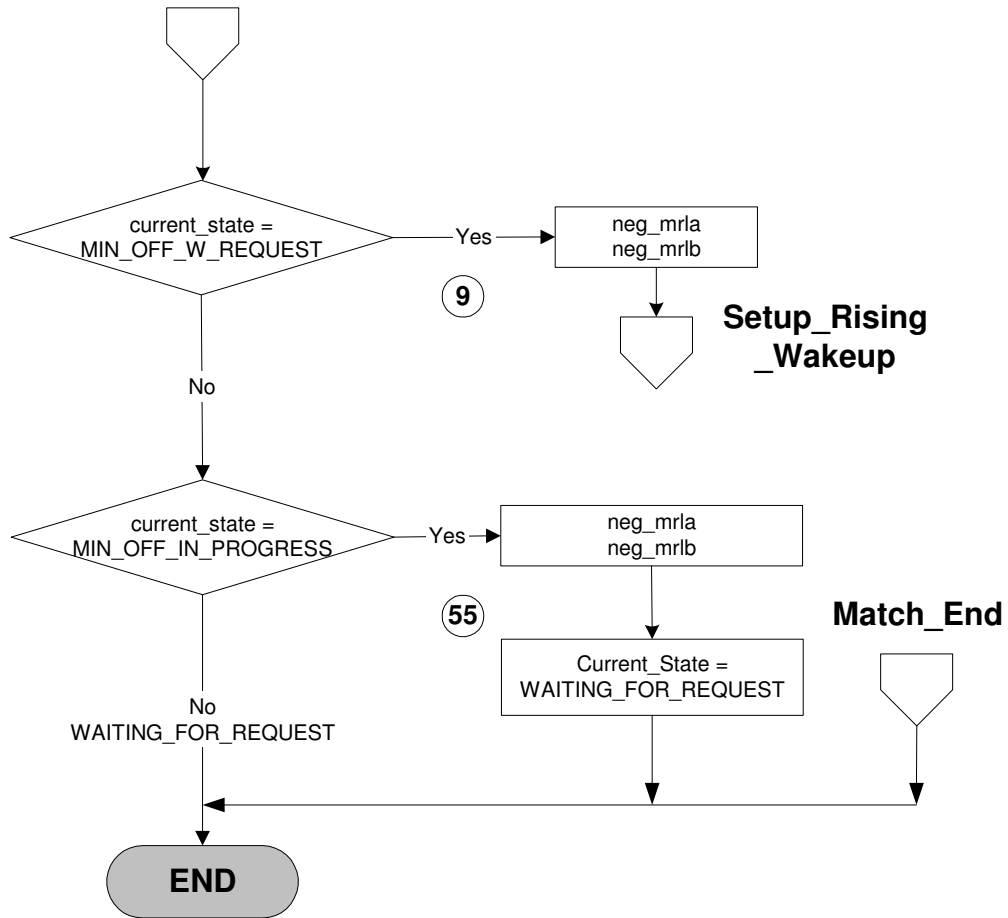 current_state =
MIN_OFF_W_REQUEST
Yes
neg_mrla
neg_mrlb
9
Setup_Rising
_Wakeup
No
current_state =
MIN_OFF_IN_PROGRESS
Yes
neg_mrla
neg_mrlb
55
Match_End
Current_State =
WAITING_FOR_REQUEST
No
WAITING_FOR_REQUEST
END